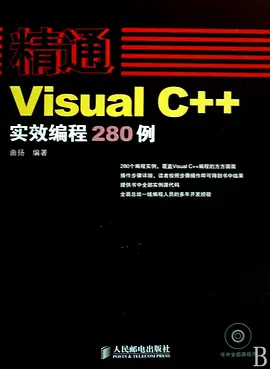 精通
Visual C++
实效编程280例
曲扬 编著
280个编程实例，覆盖Visual C++编程的方方面面
操作步骤详细，读者按照步骤操作即可得到书中结果
提供书中全部实例源代码
全面总结一线编程人员的多年开发经验
人民邮电出版社
POSTS & TELECOM PRESS
B